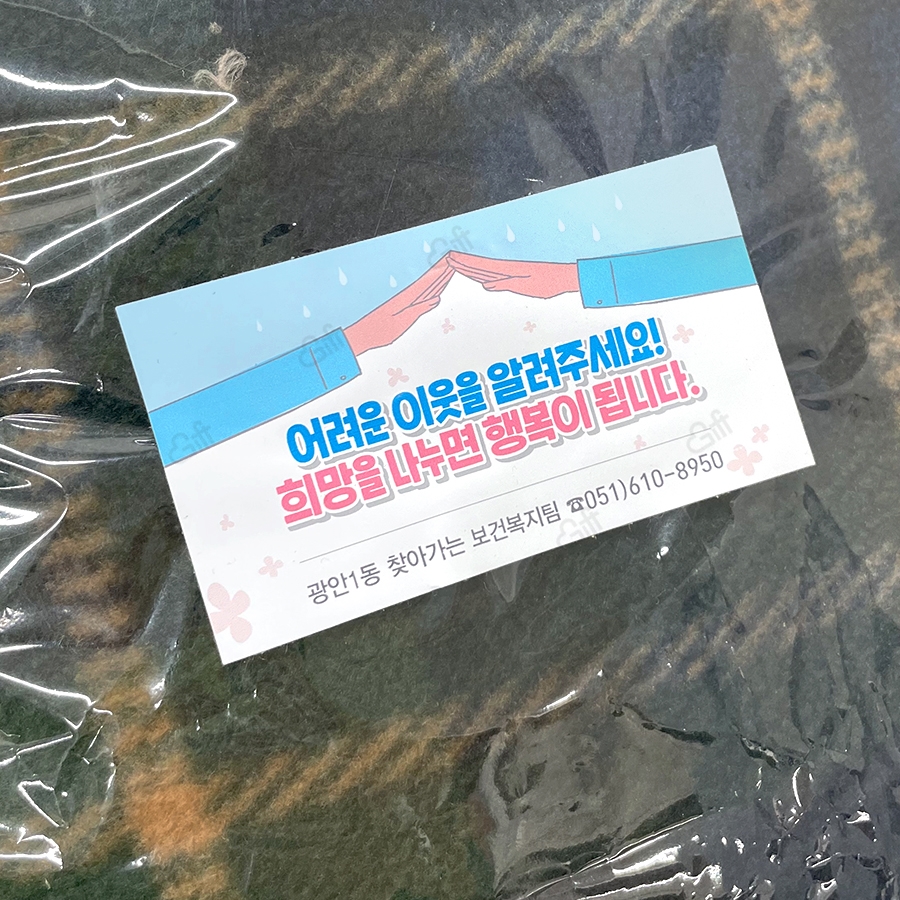 어려운 이웃을 알려주세요!
희망을 나누면 행복이 됩니다.
광안1동 찾아가는 보건복지팀 ☎051)610-8950